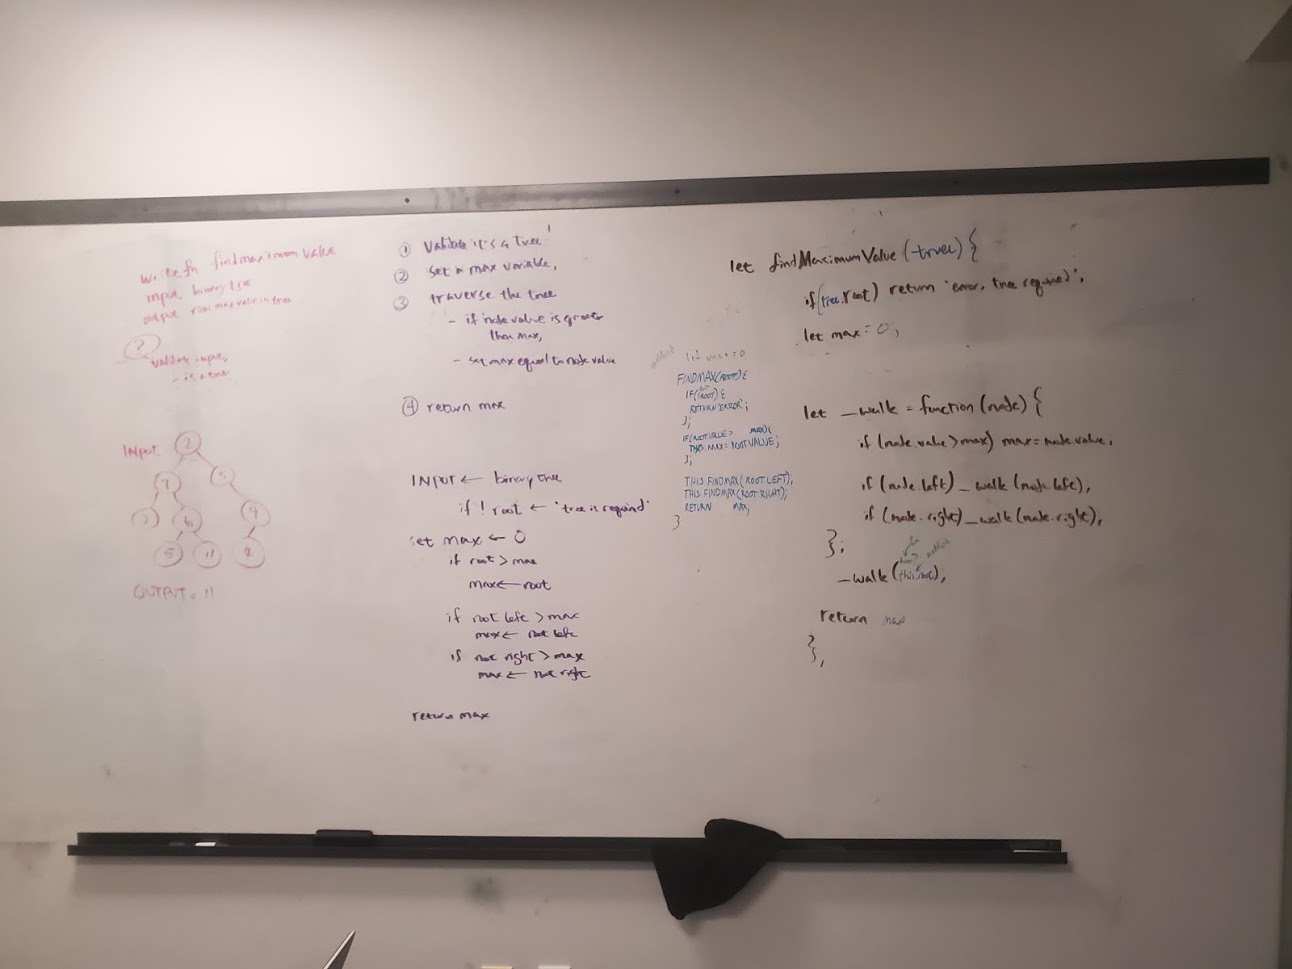 write fn findmaximum value
input binary tree
output max value in tree
?
validate input,
- is a tree
INPUT
2
7
5
2
6
9
5
11
4
OUTPUT = 11
① Validate it's a tree!
② set a max variable,
③ traverse the tree
- if node value is greater
than max,
- set max equal to node value
④ return max
INPUT ← binary tree
if ! root ← 'tree is required'
set max ← 0
if root > max
max ← root
if root left > max
max ← root left
if root right > max
max ← root right
return max
method
let max = 0
FINDMAX(ROOT){
IF(!ROOT) {
RETURN 'ERROR';
};
IF(ROOT.VALUE > MAX){
THIS.MAX = ROOT.VALUE;
};
THIS.FINDMAX(ROOT.LEFT);
THIS.FINDMAX(ROOT.RIGHT);
RETURN MAX;
}
let findMaximumValue (tree) {
if(tree.root) return 'error, tree required';
let max = 0;
let _walk = function (node) {
if (node.value > max) max = node.value,
if (node.left) _walk (node.left),
if (node.right) _walk (node.right),
};
method
_walk (this.root),
return max
},